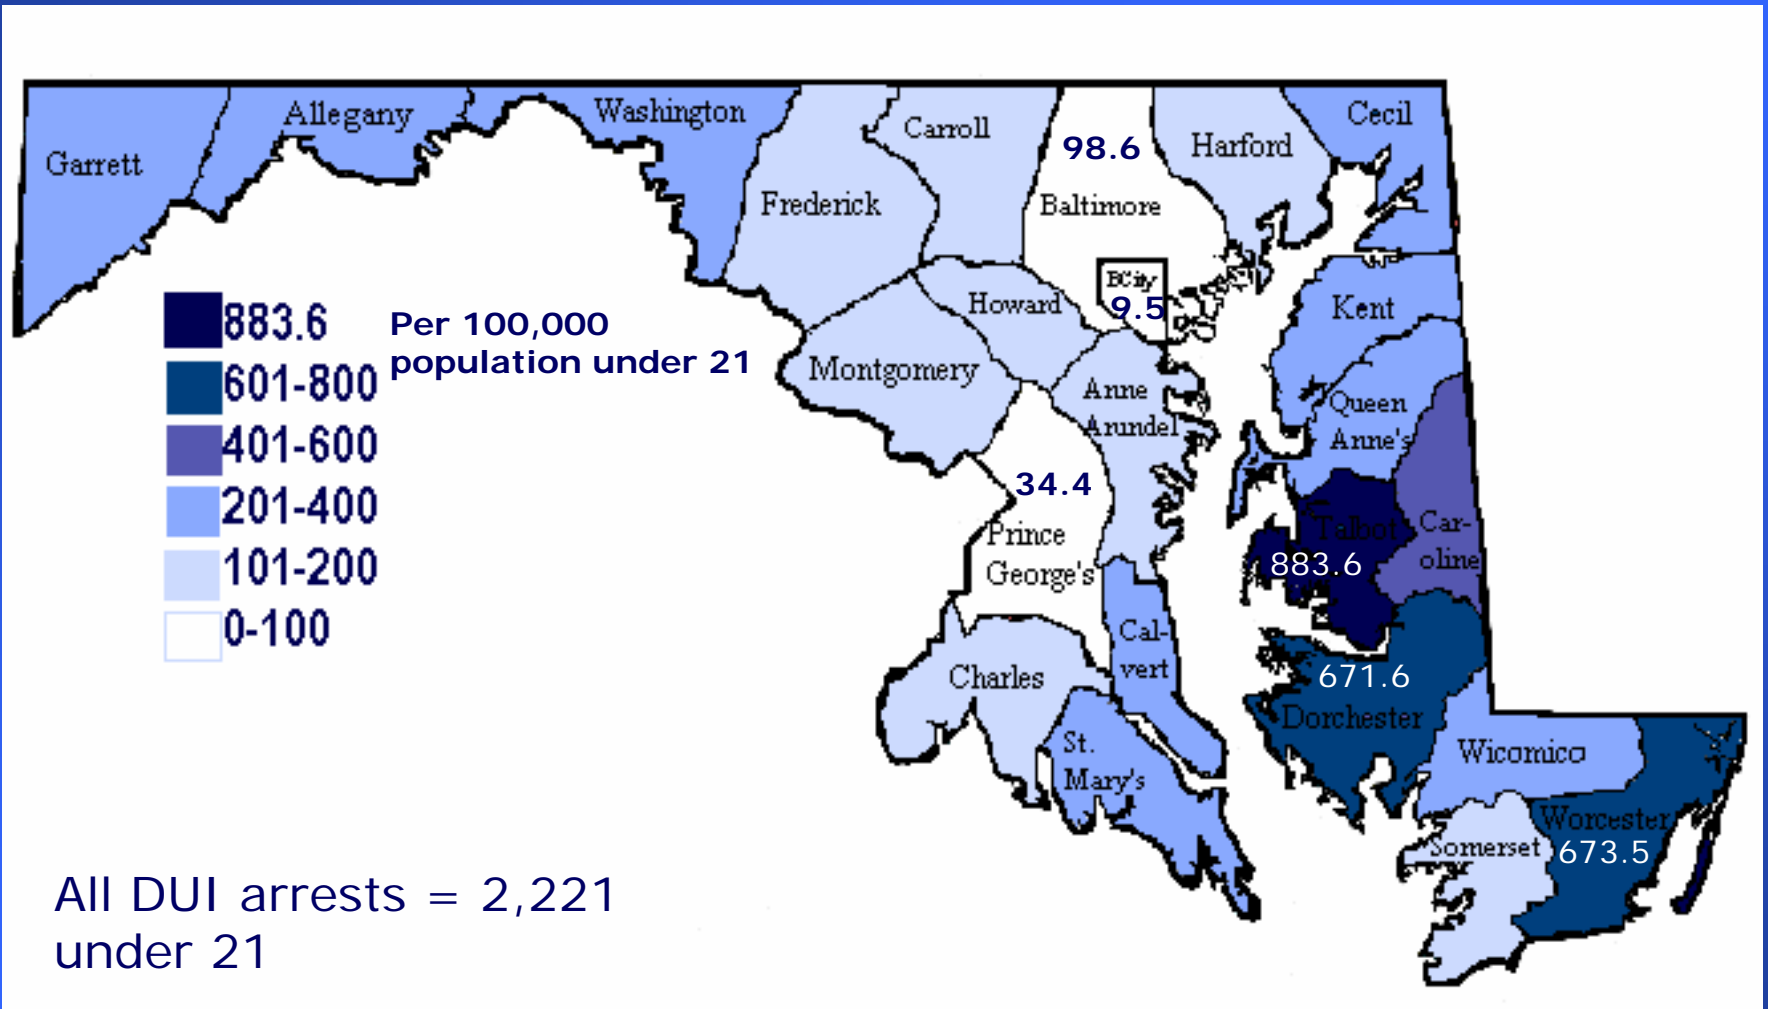 Garrett
Allegany
Washington
Frederick
Carroll
98.6
Baltimore
BCity
9.5
Harford
Cecil
Howard
Montgomery
Anne
Arundel
Kent
Queen
Anne's
34.4
Prince
George's
Talbot
883.6
Car-
oline
Cal-
vert
Charles
St.
Mary's
671.6
Dorchester
Wicomico
Worcester
673.5
Somerset
883.6
601-800
401-600
201-400
101-200
0-100
Per 100,000
population under 21
All DUI arrests = 2,221
under 21